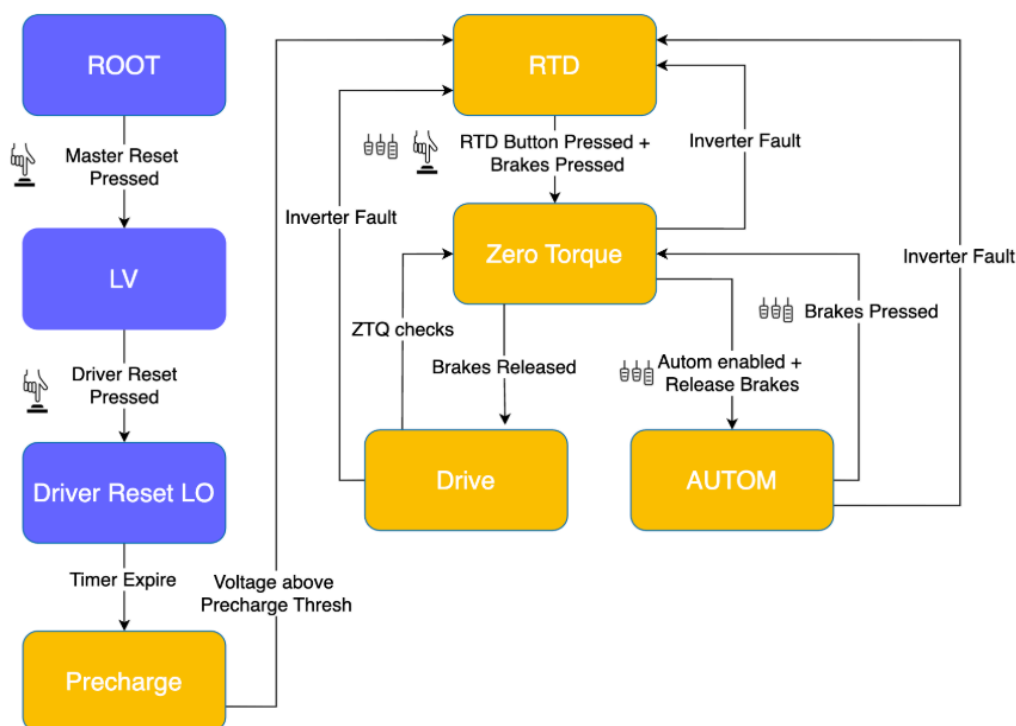 ROOT
Master Reset
Pressed
LV
Driver Reset
Pressed
Driver Reset LO
Timer Expire
Precharge
Voltage above
Precharge Thresh
RTD
RTD Button Pressed +
Brakes Pressed
Inverter Fault
Inverter Fault
Zero Torque
Inverter Fault
ZTQ checks
Brakes Released
Brakes Pressed
Autom enabled +
Release Brakes
Drive
AUTOM